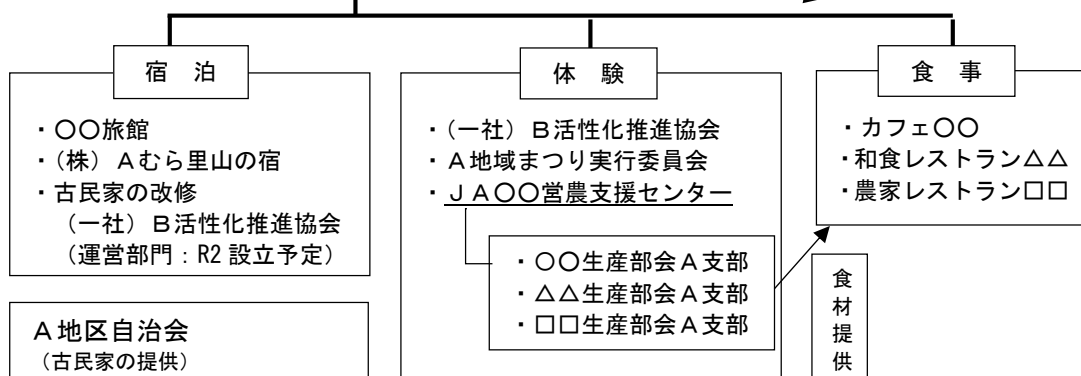 宿　泊
・〇〇旅館
・(株) Ａむら里山の宿
・古民家の改修
（一社）Ｂ活性化推進協会
（運営部門：R2 設立予定）
Ａ地区自治会
（古民家の提供）
体　験
・(一社) Ｂ活性化推進協会
・Ａ地域まつり実行委員会
・ＪＡ〇〇営農支援センター
・〇〇生産部会Ａ支部
・△△生産部会Ａ支部
・□□生産部会Ａ支部
食　事
・カフェ〇〇
・和食レストラン△△
・農家レストラン□□
食
材
提
供